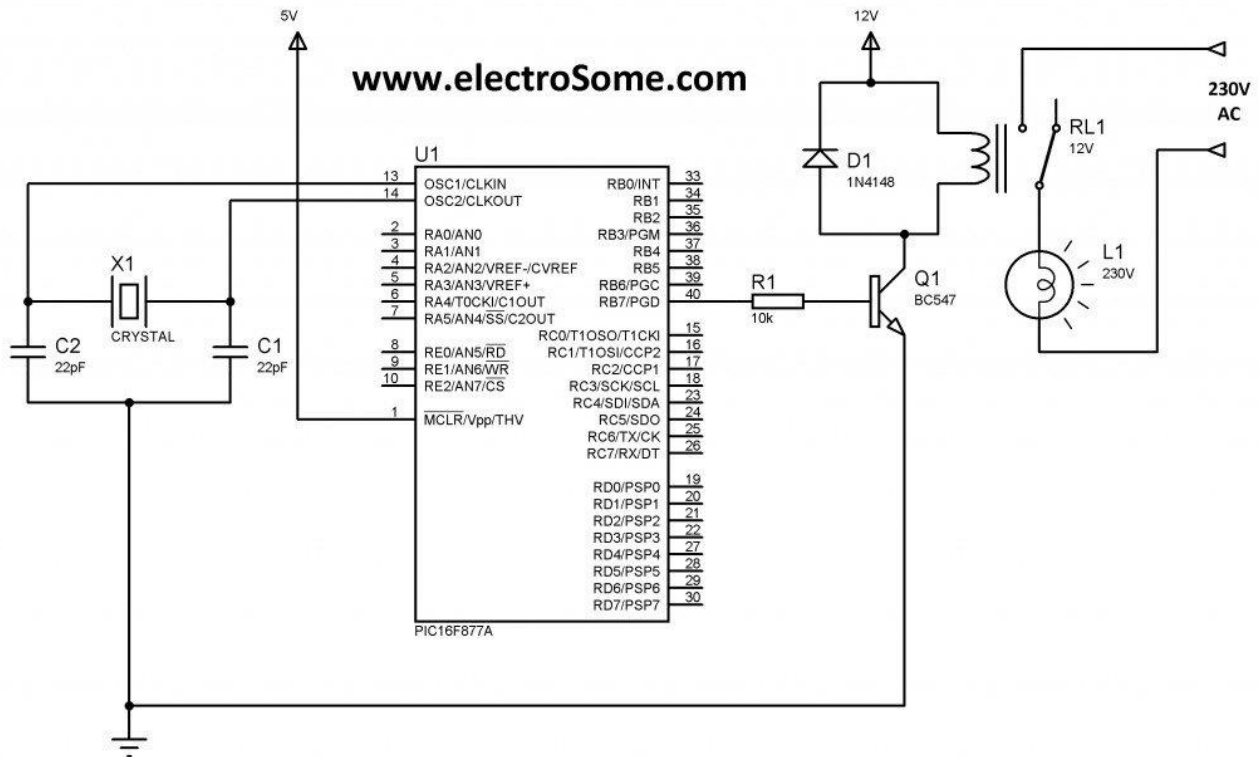 5V
12V
www.electroSome.com
230V
AC
RL1
12V
D1
1N4148
U1
13 OSC1/CLKIN
14 OSC2/CLKOUT
2 RA0/AN0
3 RA1/AN1
4 RA2/AN2/VREF-/CVREF
5 RA3/AN3/VREF+
6 RA4/T0CKI/C1OUT
7 RA5/AN4/SS/C2OUT
8 RE0/AN5/RD
9 RE1/AN6/WR
10 RE2/AN7/CS
1 MCLR/Vpp/THV
RB0/INT 33
RB1 34
RB2 35
RB3/PGM 36
RB4 37
RB5 38
RB6/PGC 39
RB7/PGD 40
RC0/T1OSO/T1CKI 15
RC1/T1OSI/CCP2 16
RC2/CCP1 17
RC3/SCK/SCL 18
RC4/SDI/SDA 23
RC5/SDO 24
RC6/TX/CK 25
RC7/RX/DT 26
RD0/PSP0 19
RD1/PSP1 20
RD2/PSP2 21
RD3/PSP3 22
RD4/PSP4 27
RD5/PSP5 28
RD6/PSP6 29
RD7/PSP7 30
PIC16F877A
X1
CRYSTAL
C2
22pF
C1
22pF
R1
10k
Q1
BC547
L1
230V